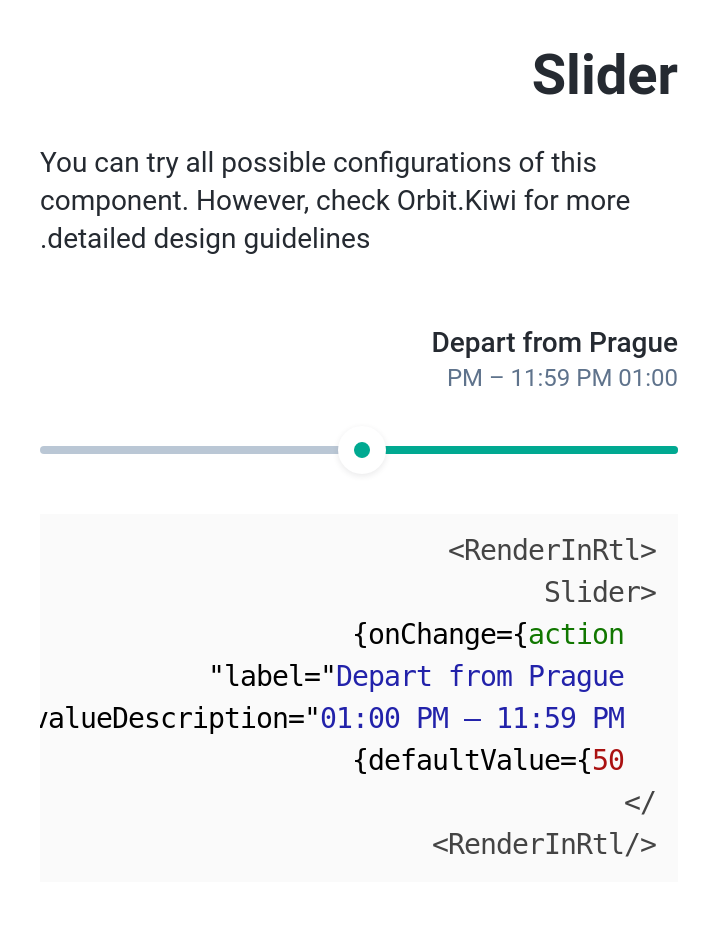 Slider
You can try all possible configurations of this
component. However, check Orbit.Kiwi for more
.detailed design guidelines
Depart from Prague
PM – 11:59 PM 01:00
<RenderInRtl>
Slider>
{onChange={action
"label="Depart from Prague
valueDescription="01:00 PM – 11:59 PM
{defaultValue={50
</
<RenderInRtl/>